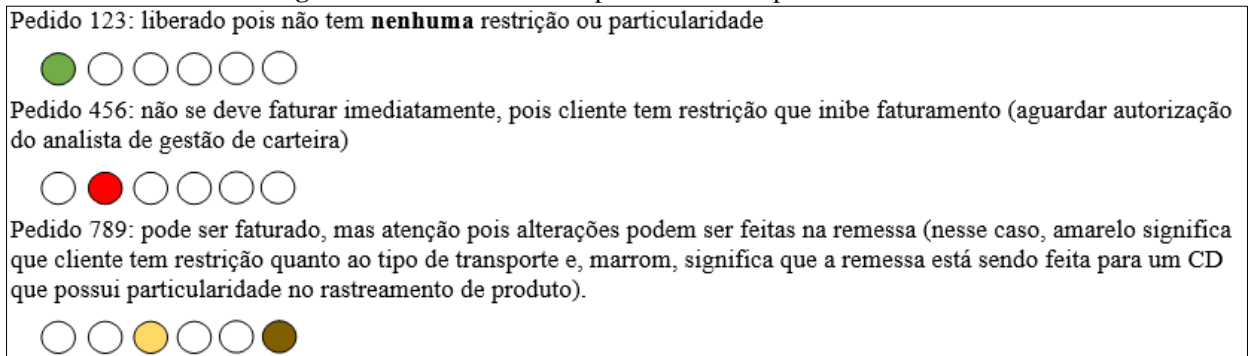 Pedido 123: liberado pois não tem nenhuma restrição ou particularidade
Pedido 456: não se deve faturar imediatamente, pois cliente tem restrição que inibe faturamento (aguardar autorização
do analista de gestão de carteira)
Pedido 789: pode ser faturado, mas atenção pois alterações podem ser feitas na remessa (nesse caso, amarelo significa
que cliente tem restrição quanto ao tipo de transporte e, marrom, significa que a remessa está sendo feita para um CD
que possui particularidade no rastreamento de produto).